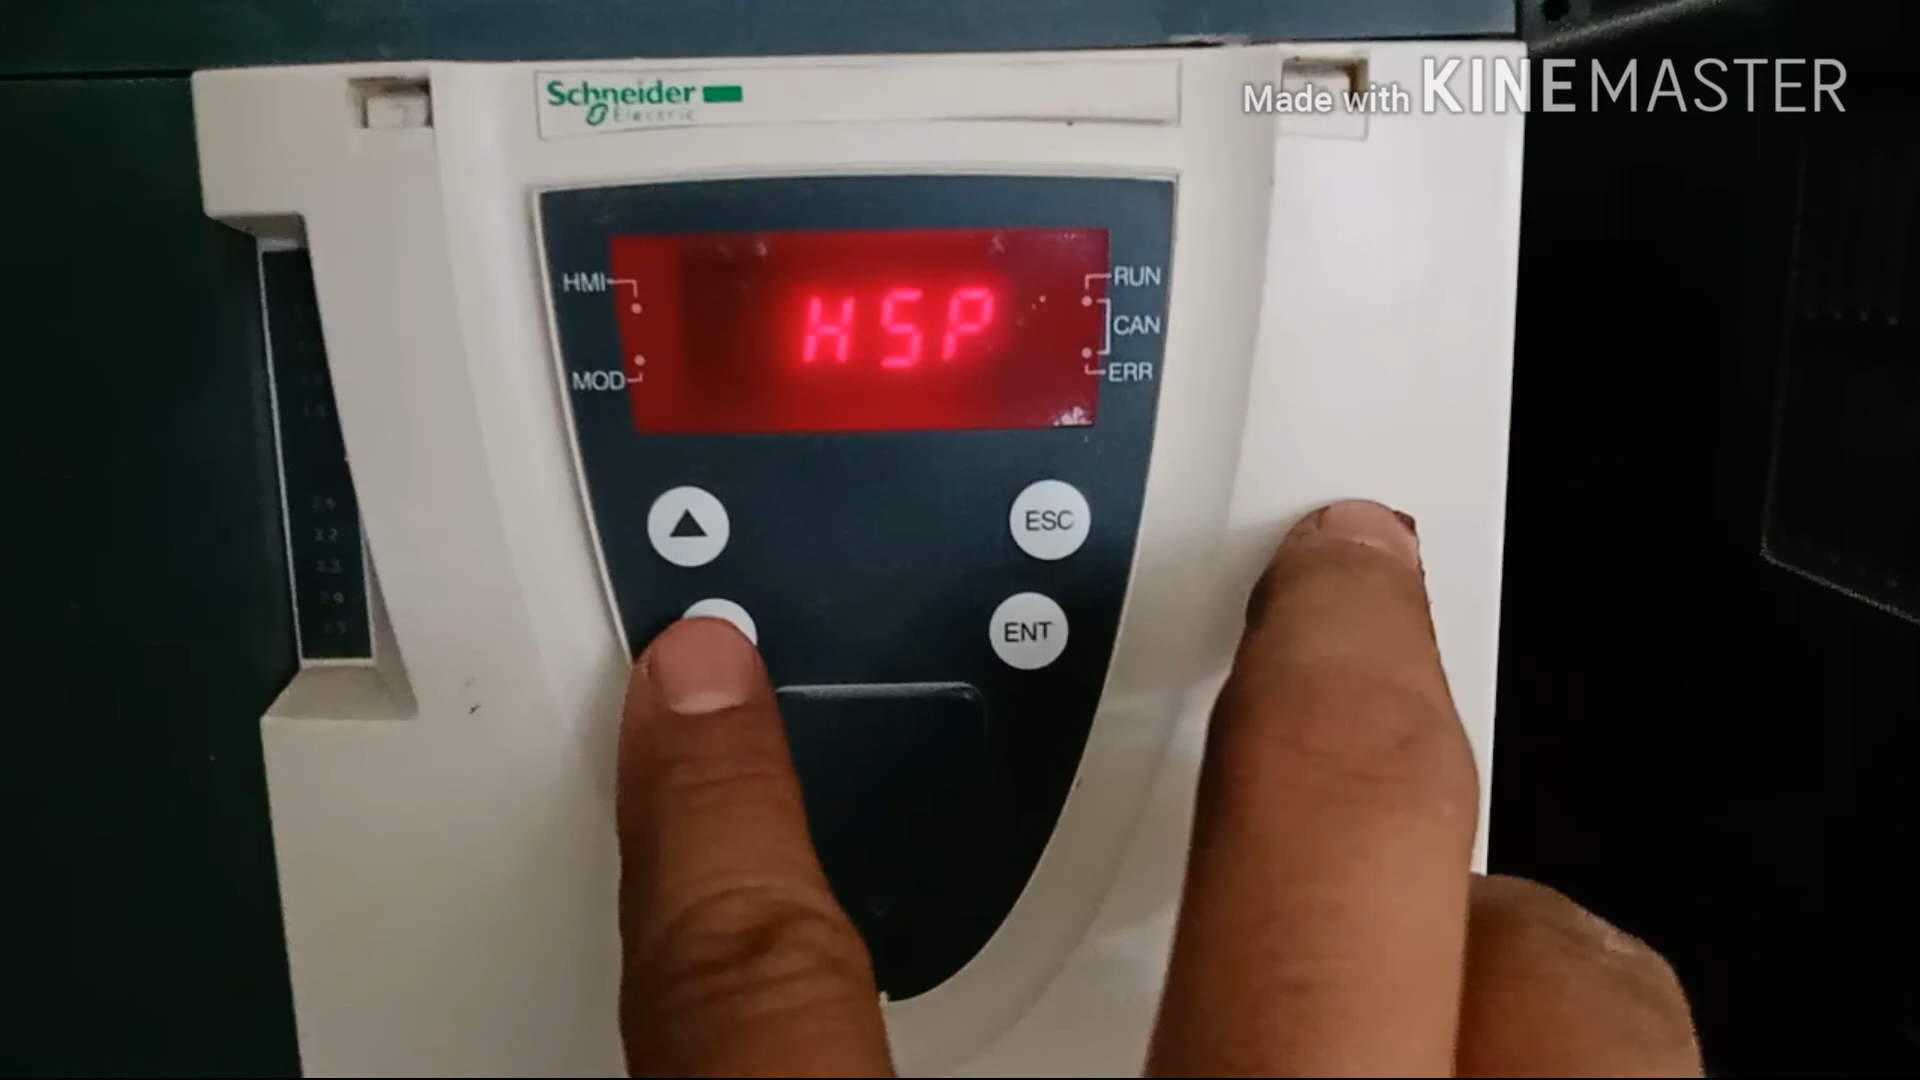 Schneider
Electric
Made with KINEMASTER
HMI
MOD
HSP
RUN
CAN
ERR
ESC
ENT